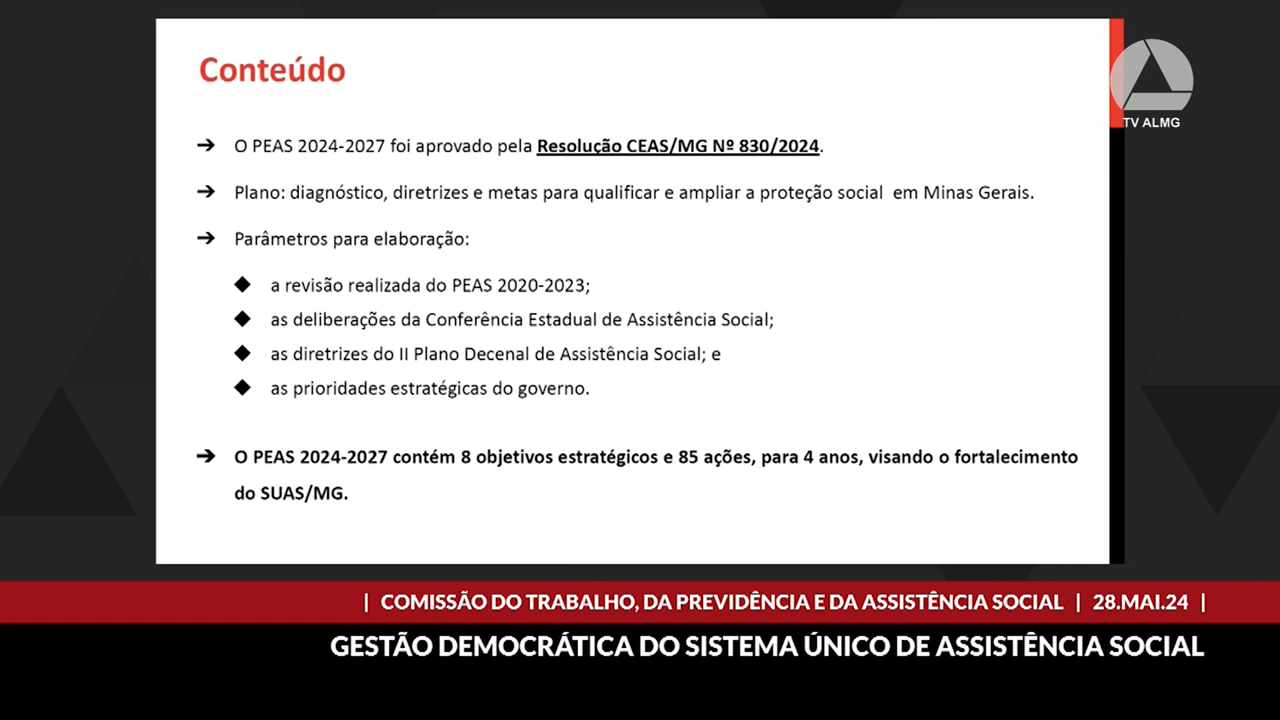 Conteúdo
TV ALMG
➔ O PEAS 2024-2027 foi aprovado pela Resolução CEAS/MG Nº 830/2024.
➔ Plano: diagnóstico, diretrizes e metas para qualificar e ampliar a proteção social em Minas Gerais.
➔ Parâmetros para elaboração:
◆ a revisão realizada do PEAS 2020-2023;
◆ as deliberações da Conferência Estadual de Assistência Social;
◆ as diretrizes do II Plano Decenal de Assistência Social; e
◆ as prioridades estratégicas do governo.
➔ O PEAS 2024-2027 contém 8 objetivos estratégicos e 85 ações, para 4 anos, visando o fortalecimento
do SUAS/MG.
| COMISSÃO DO TRABALHO, DA PREVIDÊNCIA E DA ASSISTÊNCIA SOCIAL | 28.MAI.24 |
GESTÃO DEMOCRÁTICA DO SISTEMA ÚNICO DE ASSISTÊNCIA SOCIAL